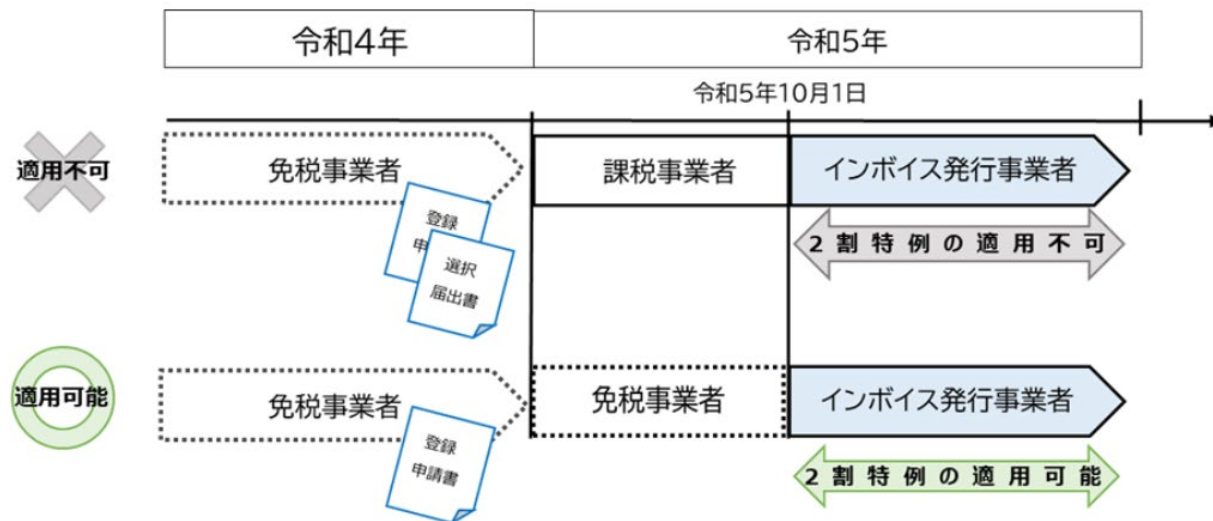 令和4年
令和5年
令和5年10月1日
適用不可
免税事業者
課税事業者
インボイス発行事業者
登録
申
選択
届出書
2割特例の適用不可
適用可能
免税事業者
免税事業者
インボイス発行事業者
登録
申請書
2割特例の適用可能